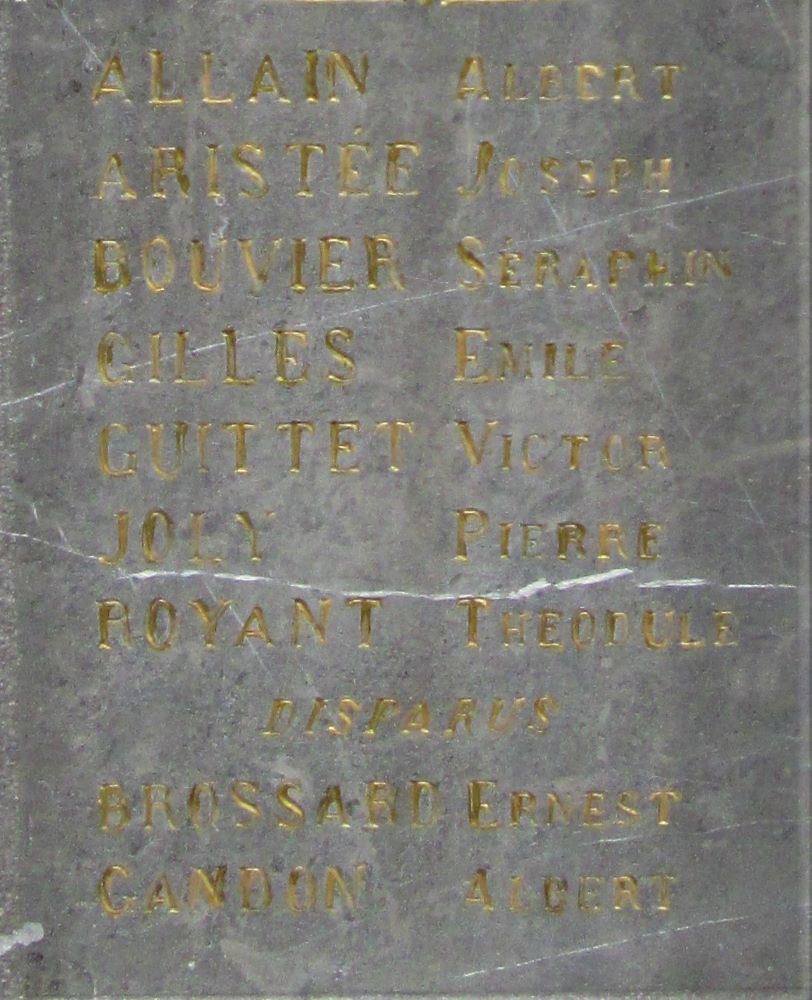 ALLAIN ALBERT
ARISTÉE JOSEPH
BOUVIER SÉRAPHIN
GILLES EMILE
GUITTET VICTOR
JOLY PIERRE
ROYANT THEODULE
DISPARUS
BROSSARD ERNEST
GANDON ALBERT